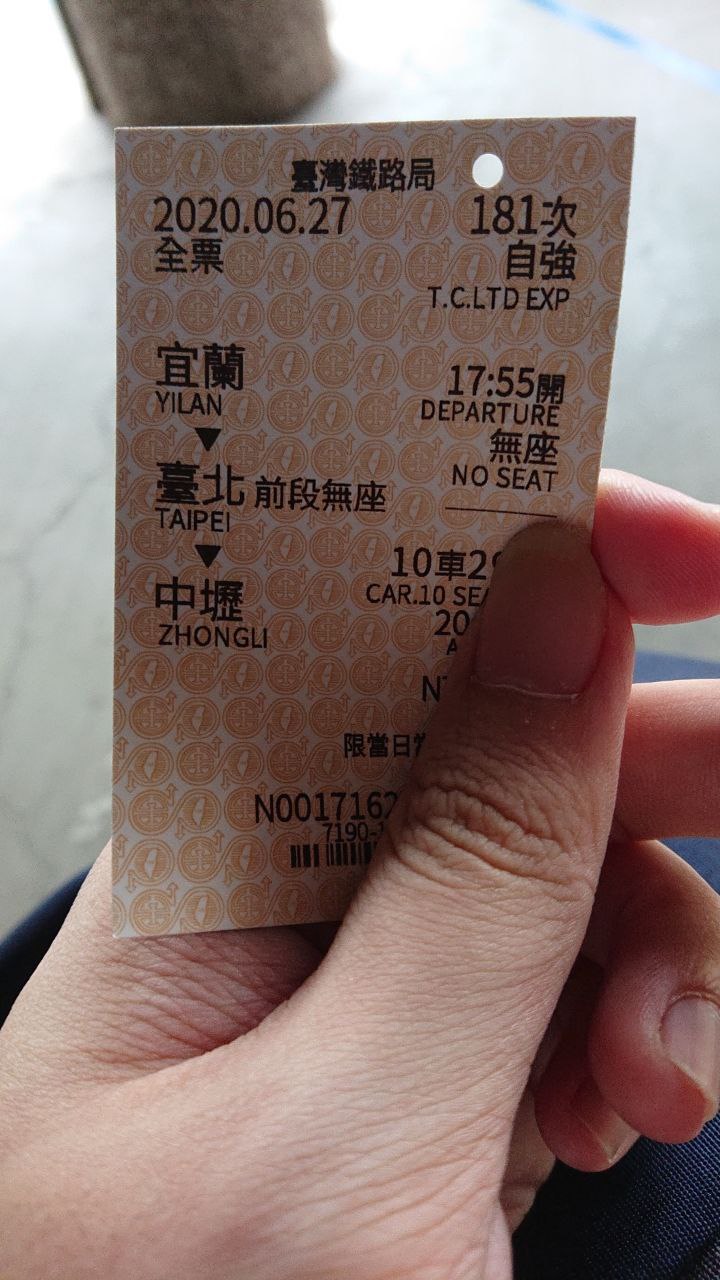 臺灣鐵路局
2020.06.27 181次
全票 自強
T.C.LTD EXP
宜蘭 17:55開
YILAN DEPARTURE
無座
臺北 前段無座 NO SEAT
TAIPEI
10車2
中壢 CAR.10
ZHONGLI 20
限當日
N0017162
7190-